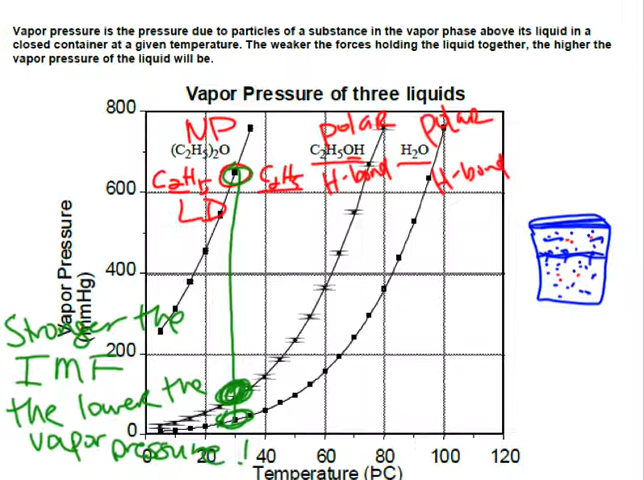 Vapor pressure is the pressure due to particles of a substance in the vapor phase above its liquid in a
closed container at a given temperature. The weaker the forces holding the liquid together, the higher the
vapor pressure of the liquid will be.
Vapor Pressure of three liquids
800
NP
polar
polar
(C₂H₅)₂O
C₂H₅OH
H₂O
C₂H₅
C₂H₅
H-bond
H-bond
600
LD
Vapor Pressure
(mmHg)
400
Stronger the
IMF
200
the lower the
vapor pressure!
0
0
20
40
60
80
100
120
Temperature (ÞC)